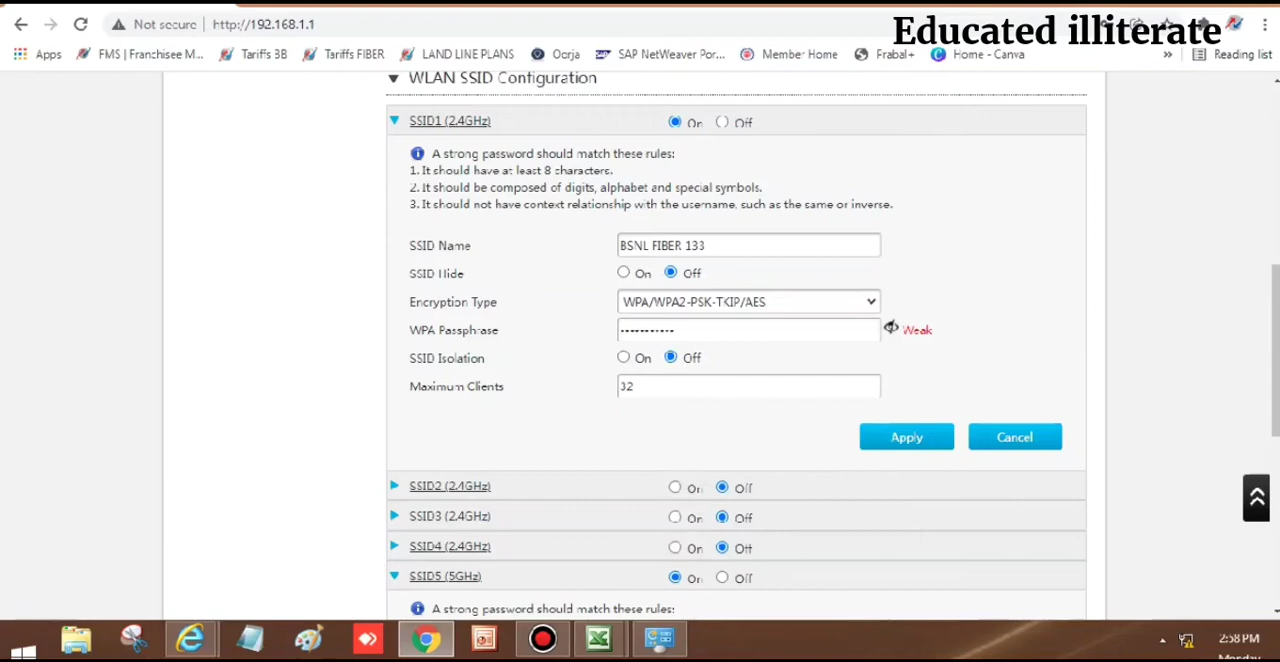 Not secure | http://192.168.1.1
Educated illiterate
Apps FMS | Franchisee M... Tariffs BB Tariffs FIBER LAND LINE PLANS Oorja SAP NetWeaver Por... Member Home Frabal+ Home - Canva » Reading list
WLAN SSID Configuration
SSID1 (2.4GHz) On Off
A strong password should match these rules:
1. It should have at least 8 characters.
2. It should be composed of digits, alphabet and special symbols.
3. It should not have context relationship with the username, such as the same or inverse.
SSID Name BSNL FIBER 133
SSID Hide On Off
Encryption Type WPA/WPA2-PSK-TKIP/AES
WPA Passphrase ••••••••••• Weak
SSID Isolation On Off
Maximum Clients 32
Apply Cancel
SSID2 (2.4GHz) On Off
SSID3 (2.4GHz) On Off
SSID4 (2.4GHz) On Off
SSID5 (5GHz) On Off
A strong password should match these rules:
2:58 PM
Monday